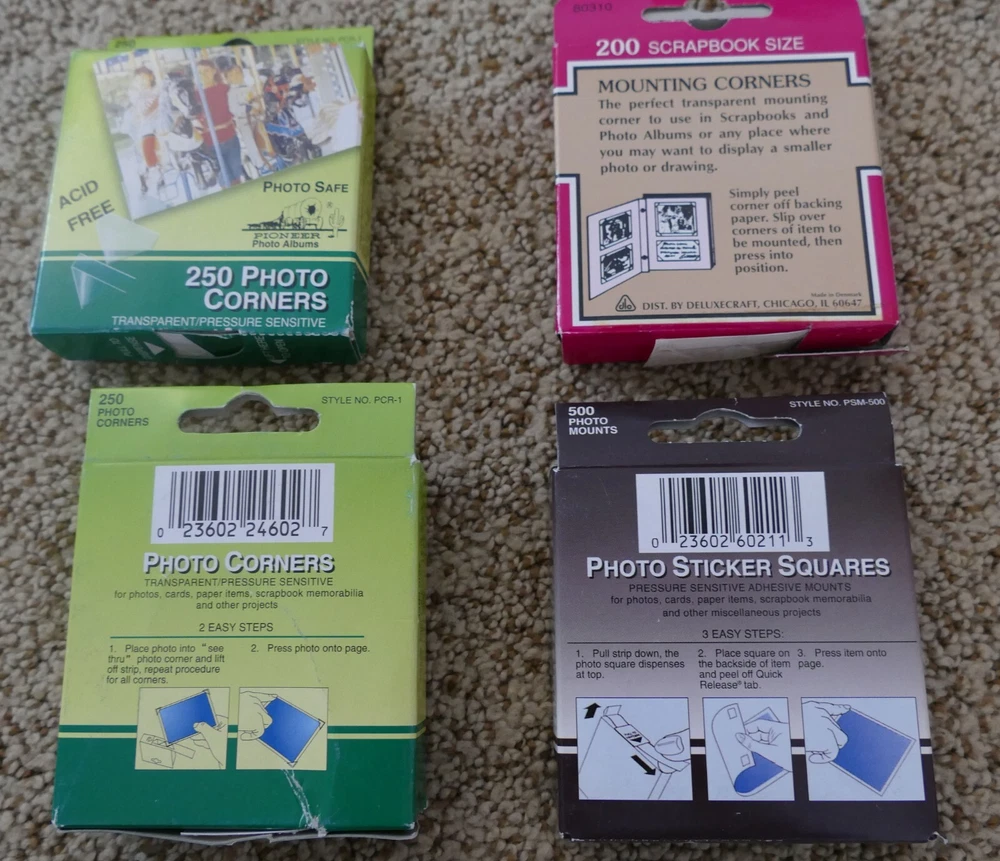 250
STYLE NO. PCR-1
ACID
FREE
PHOTO SAFE
PIONEER
Photo Albums
250 PHOTO
CORNERS
TRANSPARENT/PRESSURE SENSITIVE
80310
200 SCRAPBOOK SIZE
MOUNTING CORNERS
The perfect transparent mounting
corner to use in Scrapbooks and
Photo Albums or any place where
you may want to display a smaller
photo or drawing.
Simply peel
corner off backing
paper. Slip over
corners of item to
be mounted, then
press into
position.
Made in Denmark
DIST. BY DELUXECRAFT, CHICAGO, IL 60647
250
PHOTO
CORNERS
STYLE NO. PCR-1
0 23602 24602 7
PHOTO CORNERS
TRANSPARENT/PRESSURE SENSITIVE
for photos, cards, paper items, scrapbook memorabilia
and other projects
2 EASY STEPS
1. Place photo into "see
thru" photo corner and lift
off strip, repeat procedure
for all corners.
2. Press photo onto page.
500
PHOTO
MOUNTS
STYLE NO. PSM-500
0 23602 60211 3
PHOTO STICKER SQUARES
PRESSURE SENSITIVE ADHESIVE MOUNTS
for photos, cards, paper items, scrapbook memorabilia
and other miscellaneous projects
3 EASY STEPS:
1. Pull strip down, the
photo square dispenses
at top.
2. Place square on
the backside of item
and peel off Quick
Release® tab.
3. Press item onto
page.